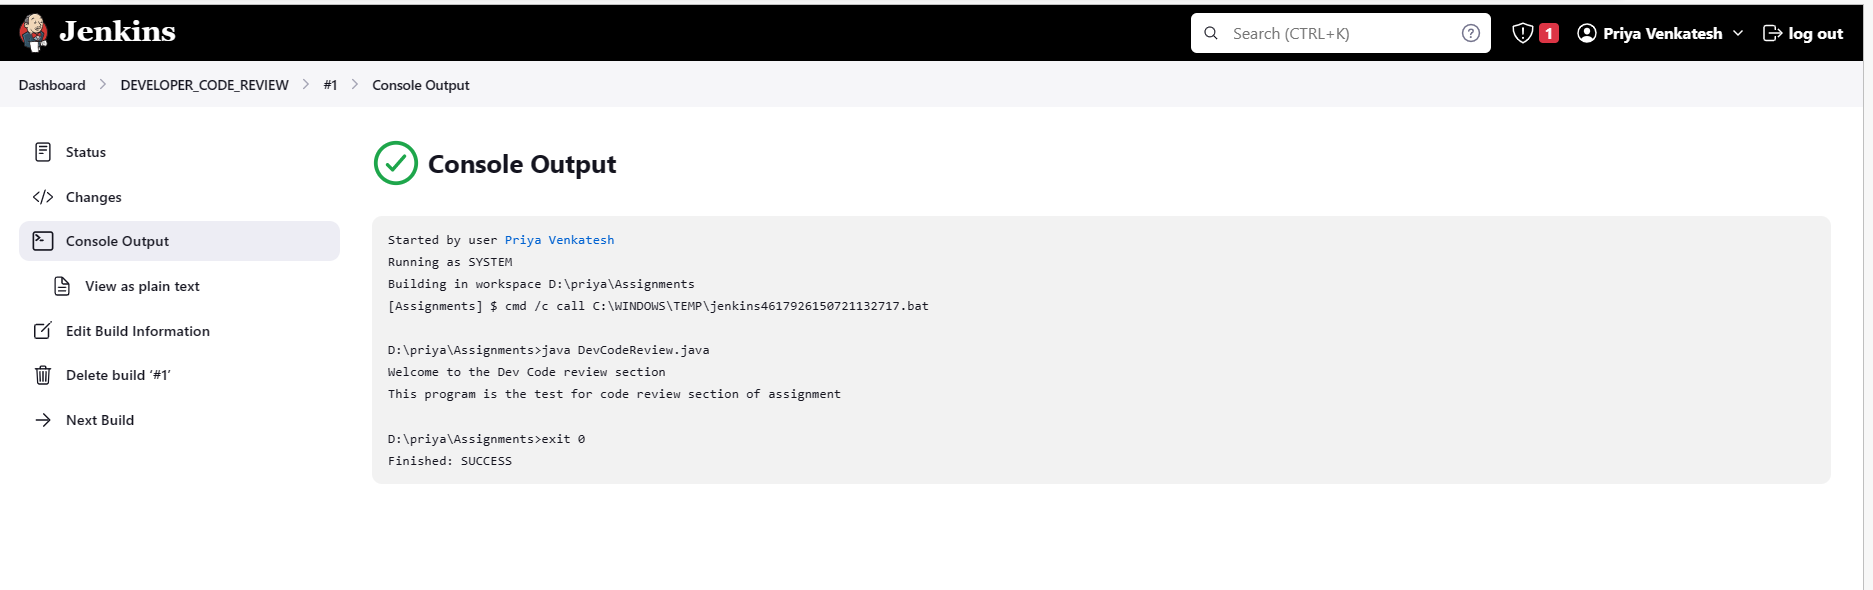 Jenkins
Search (CTRL+K)
1
Priya Venkatesh
log out
Dashboard
DEVELOPER_CODE_REVIEW
#1
Console Output
Status
Changes
Console Output
View as plain text
Edit Build Information
Delete build ‘#1’
Next Build
Console Output
Started by user Priya Venkatesh
Running as SYSTEM
Building in workspace D:\priya\Assignments
[Assignments] $ cmd /c call C:\WINDOWS\TEMP\jenkins4617926150721132717.bat
D:\priya\Assignments>java DevCodeReview.java
Welcome to the Dev Code review section
This program is the test for code review section of assignment
D:\priya\Assignments>exit 0
Finished: SUCCESS